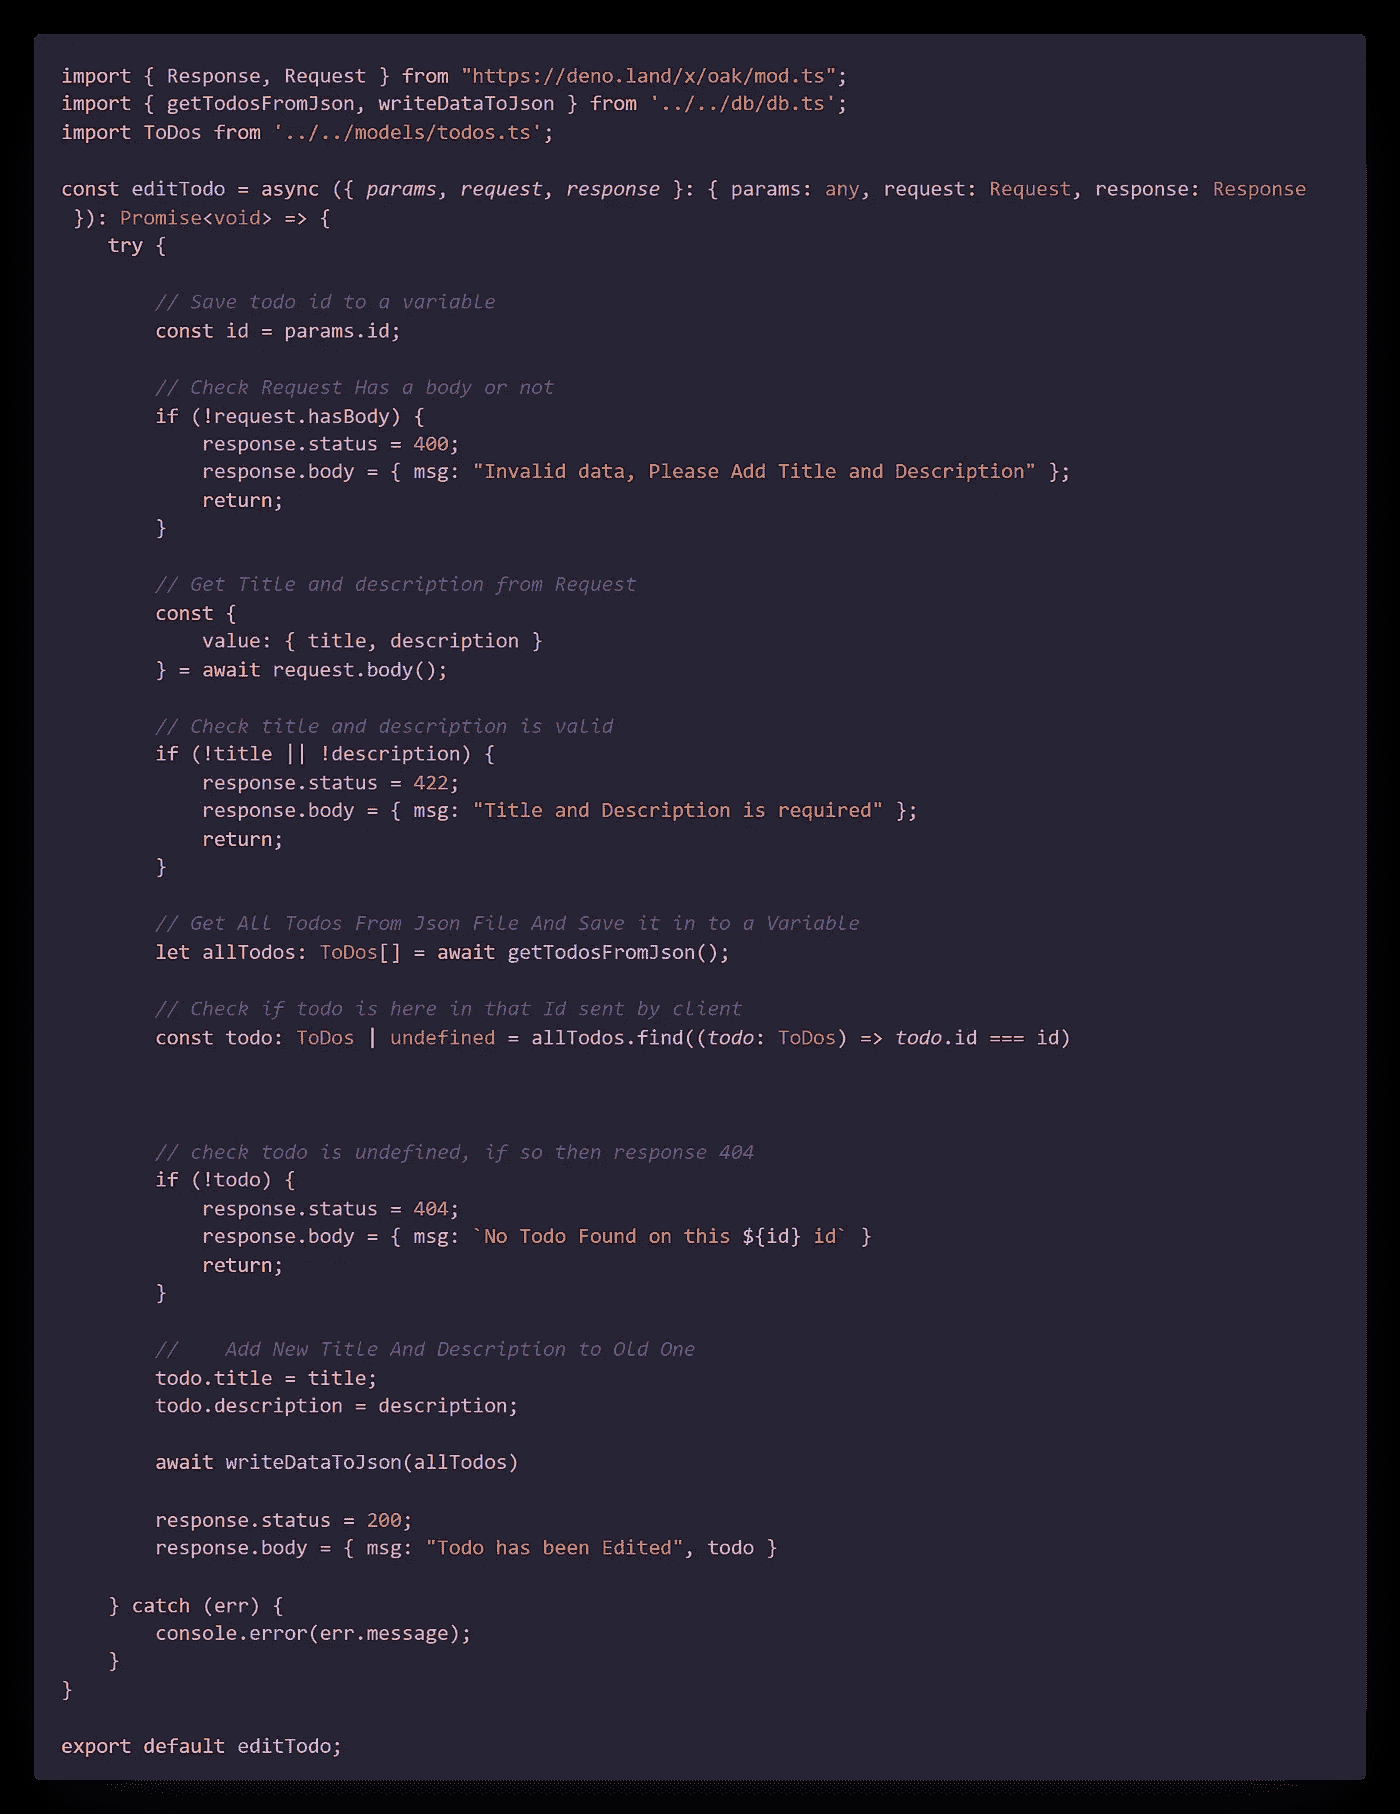 import { Response, Request } from "https://deno.land/x/oak/mod.ts";
import { getTodosFromJson, writeDataToJson } from '../../db/db.ts';
import ToDos from '../../models/todos.ts';
const editTodo = async ({ params, request, response }: { params: any, request: Request, response: Response
}): Promise<void> => {
try {
// Save todo id to a variable
const id = params.id;
// Check Request Has a body or not
if (!request.hasBody) {
response.status = 400;
response.body = { msg: "Invalid data, Please Add Title and Description" };
return;
}
// Get Title and description from Request
const {
value: { title, description }
} = await request.body();
// Check title and description is valid
if (!title || !description) {
response.status = 422;
response.body = { msg: "Title and Description is required" };
return;
}
// Get All Todos From Json File And Save it in to a Variable
let allTodos: ToDos[] = await getTodosFromJson();
// Check if todo is here in that Id sent by client
const todo: ToDos | undefined = allTodos.find((todo: ToDos) => todo.id === id)
// check todo is undefined, if so then response 404
if (!todo) {
response.status = 404;
response.body = { msg: `No Todo Found on this ${id} id` }
return;
}
//    Add New Title And Description to Old One
todo.title = title;
todo.description = description;
await writeDataToJson(allTodos)
response.status = 200;
response.body = { msg: "Todo has been Edited", todo }
} catch (err) {
console.error(err.message);
}
}
export default editTodo;